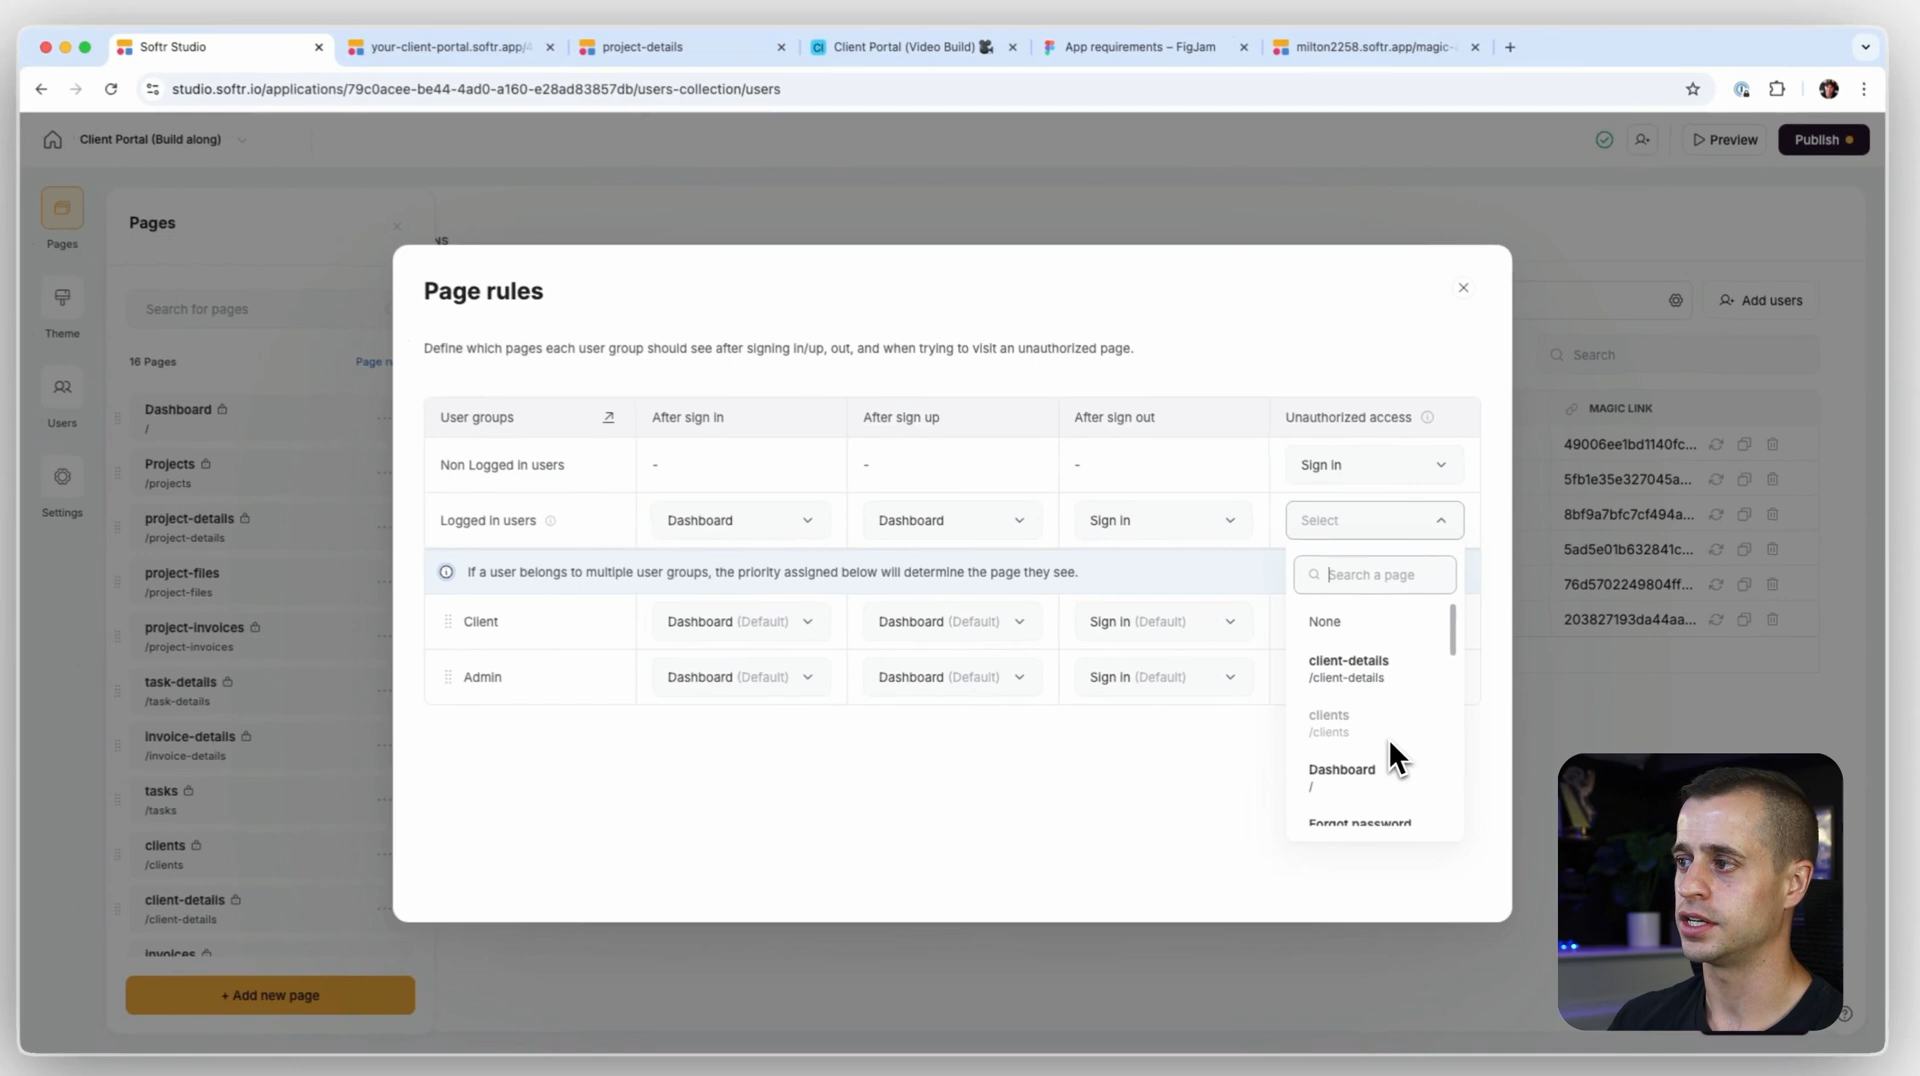 Softr Studio
your-client-portal.softr.app/
project-details
Client Portal (Video Build)
App requirements – FigJam
milton2258.softr.app/magic-
studio.softr.io/applications/79c0acee-be44-4ad0-a160-e28ad83857db/users-collection/users
Client Portal (Build along)
Preview
Publish
Pages
Theme
Users
Settings
Pages
Search for pages
16 Pages
Page ru
Dashboard
/
Projects
/projects
project-details
/project-details
project-files
/project-files
project-invoices
/project-invoices
task-details
/task-details
invoice-details
/invoice-details
tasks
/tasks
clients
/clients
client-details
/client-details
invoices
+ Add new page
Page rules
Define which pages each user group should see after signing in/up, out, and when trying to visit an unauthorized page.
User groups After sign in After sign up After sign out Unauthorized access
Non Logged in users - - - Sign in
Logged in users Dashboard Dashboard Sign in Select
If a user belongs to multiple user groups, the priority assigned below will determine the page they see.
Client Dashboard (Default) Dashboard (Default) Sign in (Default)
Admin Dashboard (Default) Dashboard (Default) Sign in (Default)
Search a page
None
client-details
/client-details
clients
/clients
Dashboard
/
Forgot password
Add users
Search
MAGIC LINK
49006ee1bd1140fc...
5fb1e35e327045a...
8bf9a7bfc7cf494a...
5ad5e01b632841c...
76d5702249804ff...
203827193da44aa...